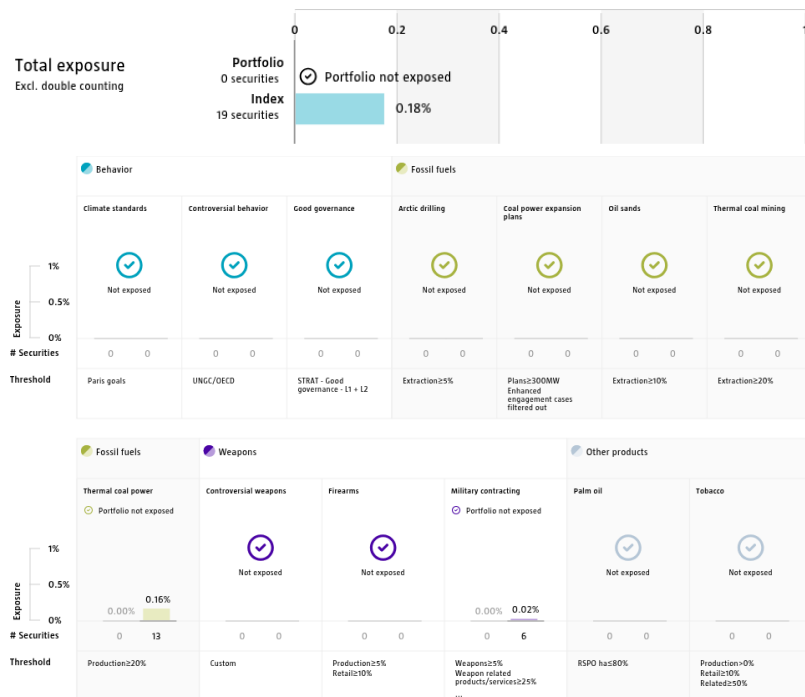 0 0.2 0.4 0.6 0.8 1
Total exposure
Excl. double counting
Portfolio
0 securities
Portfolio not exposed
Index
19 securities
0.18%
Behavior
Fossil fuels
Climate standards
Controversial behavior
Good governance
Arctic drilling
Coal power expansion
plans
Oil sands
Thermal coal mining
Exposure
1%
0.5%
0%
Not exposed
Not exposed
Not exposed
Not exposed
Not exposed
Not exposed
Not exposed
# Securities
0 0 0 0 0 0 0 0 0 0 0 0 0 0
Threshold
Paris goals
UNGC/OECD
STRAT - Good
governance - L1 + L2
Extraction≥5%
Plans≥300MW
Enhanced
engagement cases
filtered out
Extraction≥10%
Extraction≥20%
Fossil fuels
Weapons
Other products
Thermal coal power
Portfolio not exposed
Controversial weapons
Firearms
Military contracting
Portfolio not exposed
Palm oil
Tobacco
Exposure
1%
0.5%
0%
0.00% 0.16%
Not exposed
Not exposed
0.00% 0.02%
Not exposed
Not exposed
# Securities
0 13 0 0 0 0 0 6 0 0 0 0
Threshold
Production≥20%
Custom
Production≥5%
Retail≥10%
Weapons≥5%
Weapon related
products/services≥25%
RSPO ha≤80%
Production>0%
Retail≥10%
Related≥50%